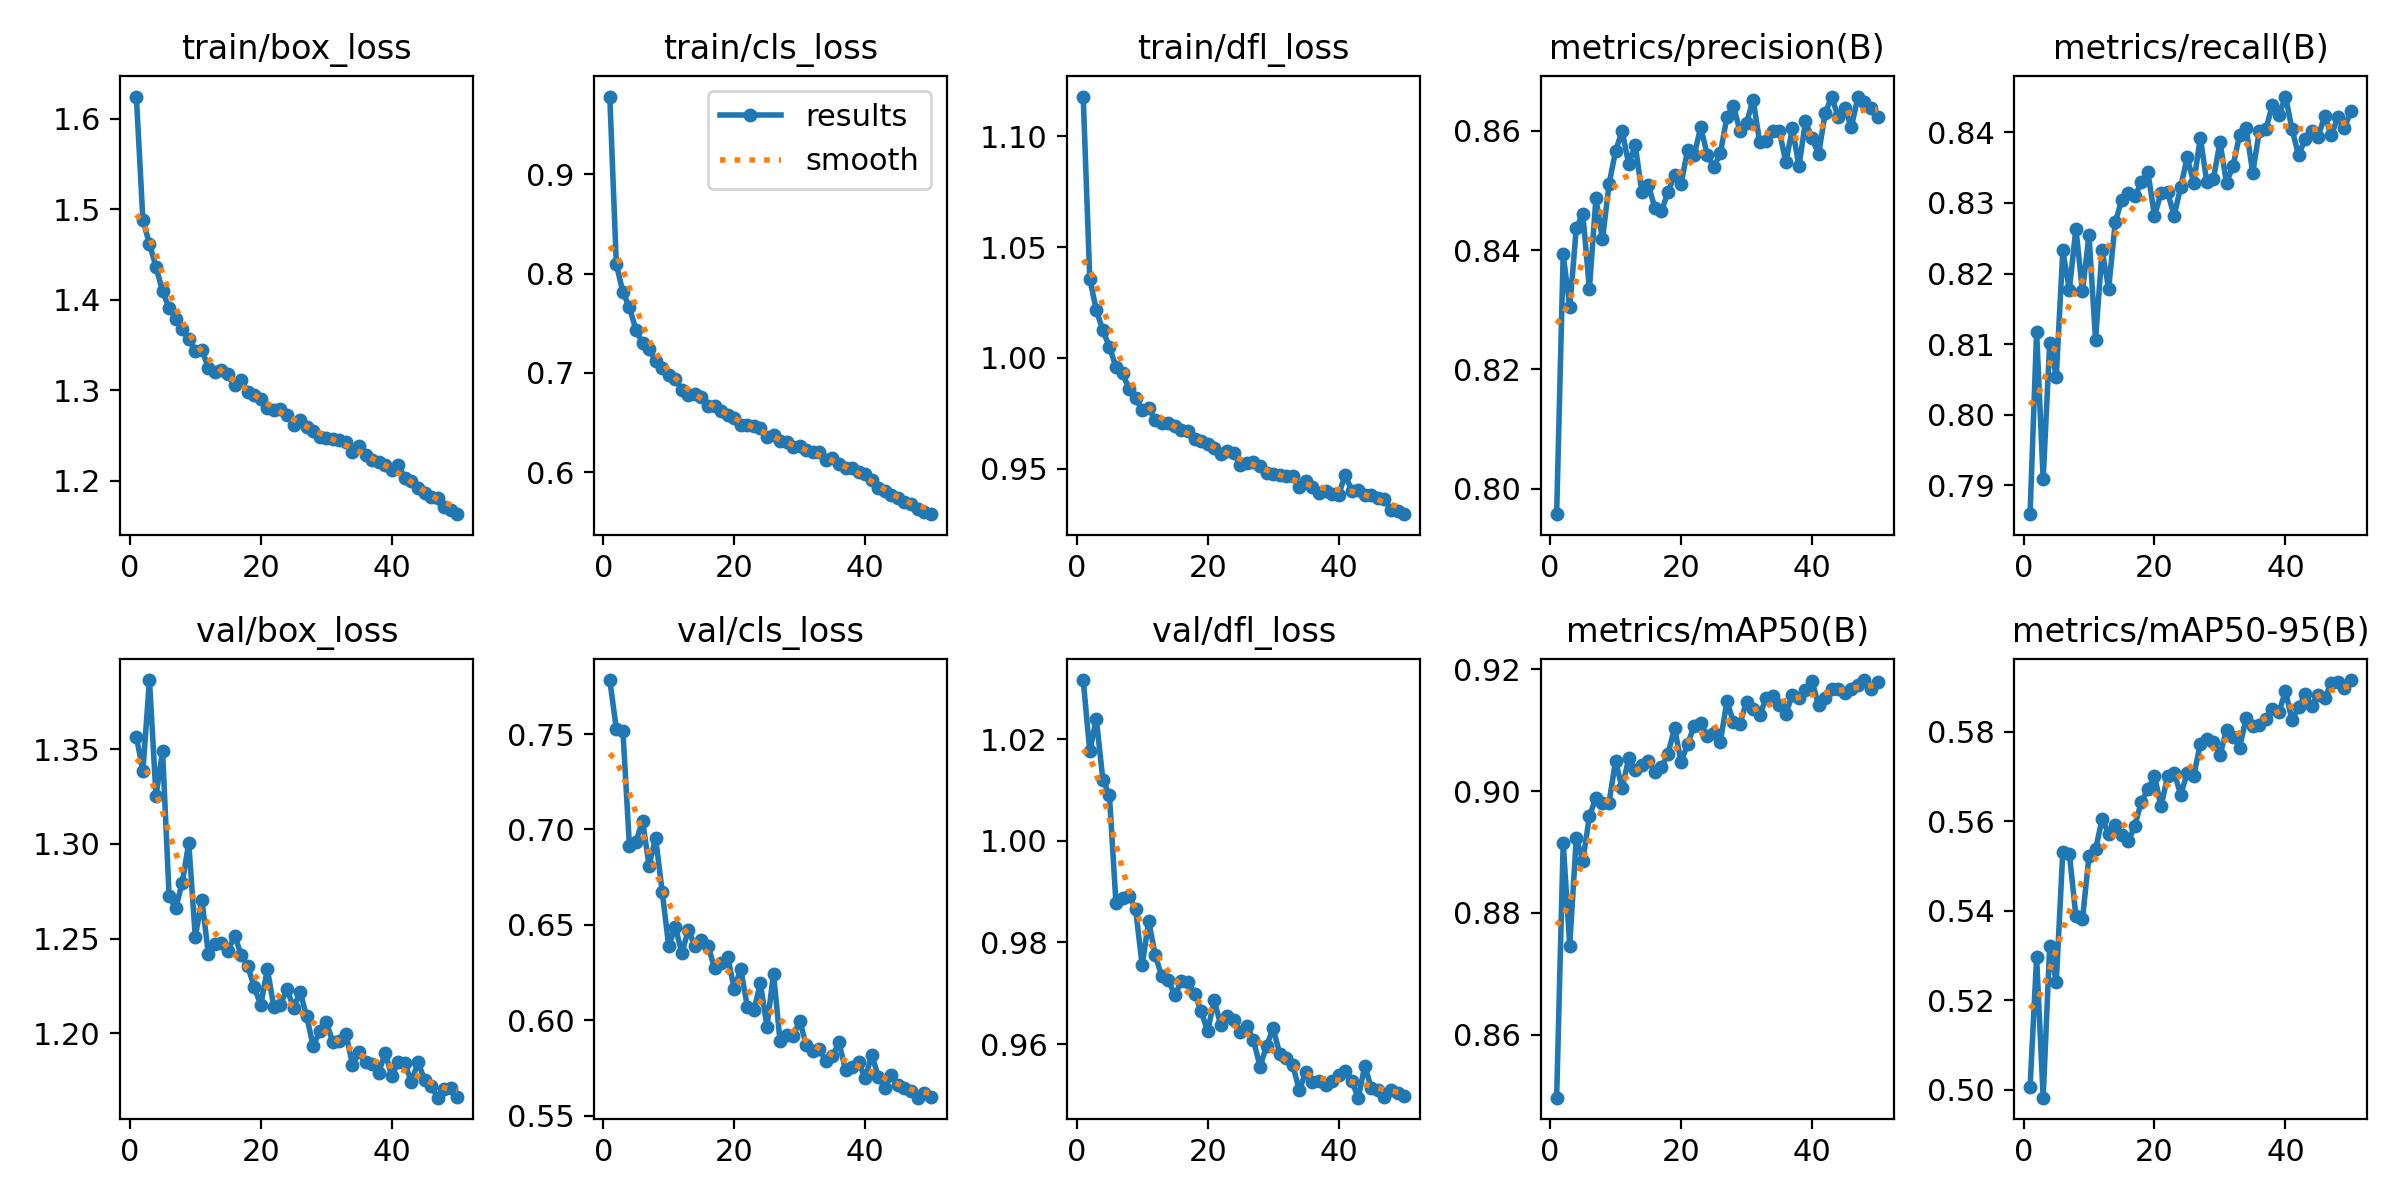 train/box_loss
1.6
1.5
1.4
1.3
1.2
0 20 40
train/cls_loss
results
smooth
0.9
0.8
0.7
0.6
0 20 40
train/dfl_loss
1.10
1.05
1.00
0.95
0 20 40
metrics/precision(B)
0.86
0.84
0.82
0.80
0 20 40
metrics/recall(B)
0.84
0.83
0.82
0.81
0.80
0.79
0 20 40
val/box_loss
1.35
1.30
1.25
1.20
0 20 40
val/cls_loss
0.75
0.70
0.65
0.60
0.55
0 20 40
val/dfl_loss
1.02
1.00
0.98
0.96
0 20 40
metrics/mAP50(B)
0.92
0.90
0.88
0.86
0 20 40
metrics/mAP50-95(B)
0.58
0.56
0.54
0.52
0.50
0 20 40